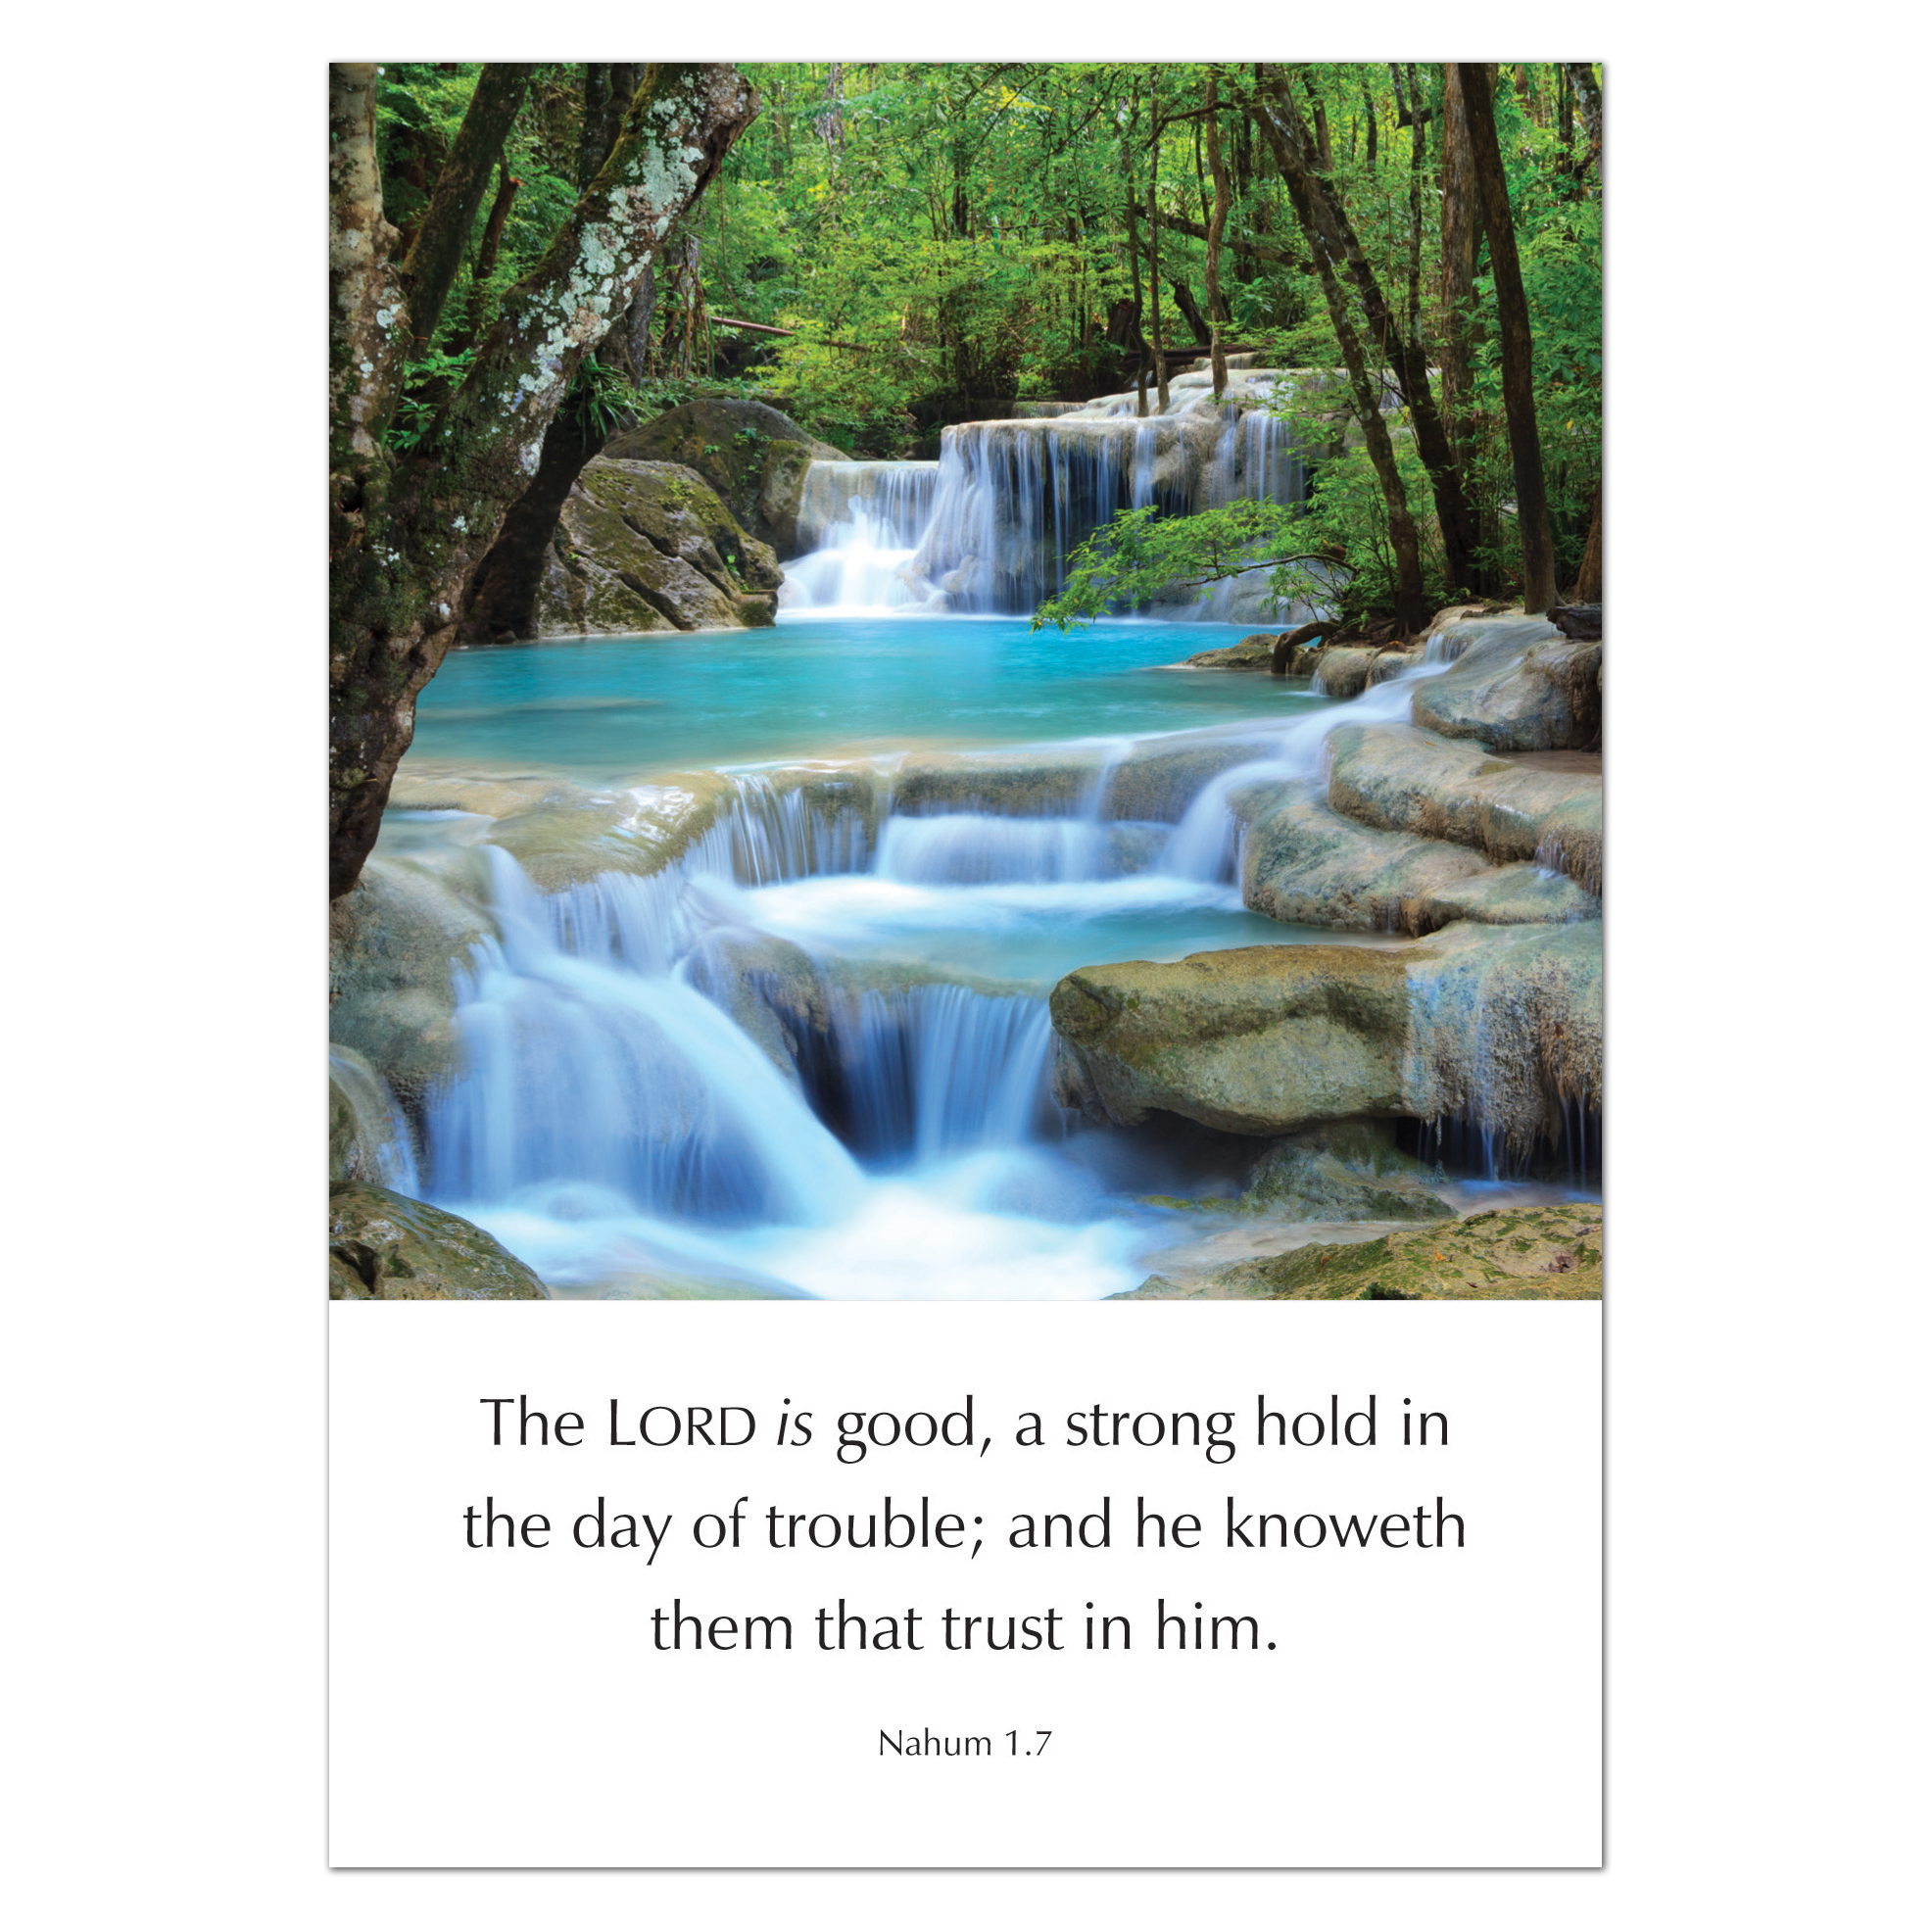 The LORD is good, a strong hold in
the day of trouble; and he knoweth
them that trust in him.
Nahum 1.7